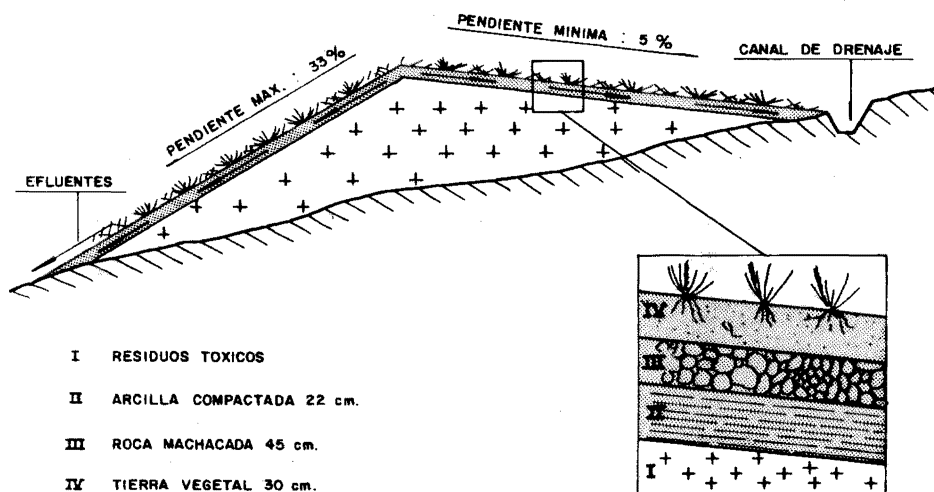 PENDIENTE MINIMA : 5 %
CANAL DE DRENAJE
PENDIENTE MAX. : 33%
EFLUENTES
IV
III
II
I
I RESIDUOS TOXICOS
II ARCILLA COMPACTADA 22 cm.
III ROCA MACHACADA 45 cm.
IV TIERRA VEGETAL 30 cm.